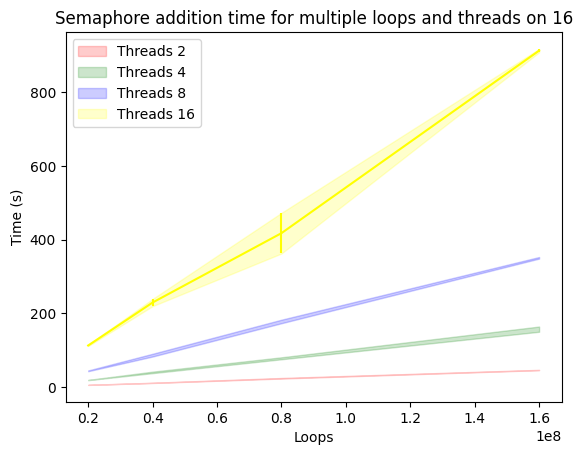 Semaphore addition time for multiple loops and threads on 16
Threads 2
Threads 4
Threads 8
Threads 16
Time (s)
800
600
400
200
0
0.2 0.4 0.6 0.8 1.0 1.2 1.4 1.6
1e8
Loops